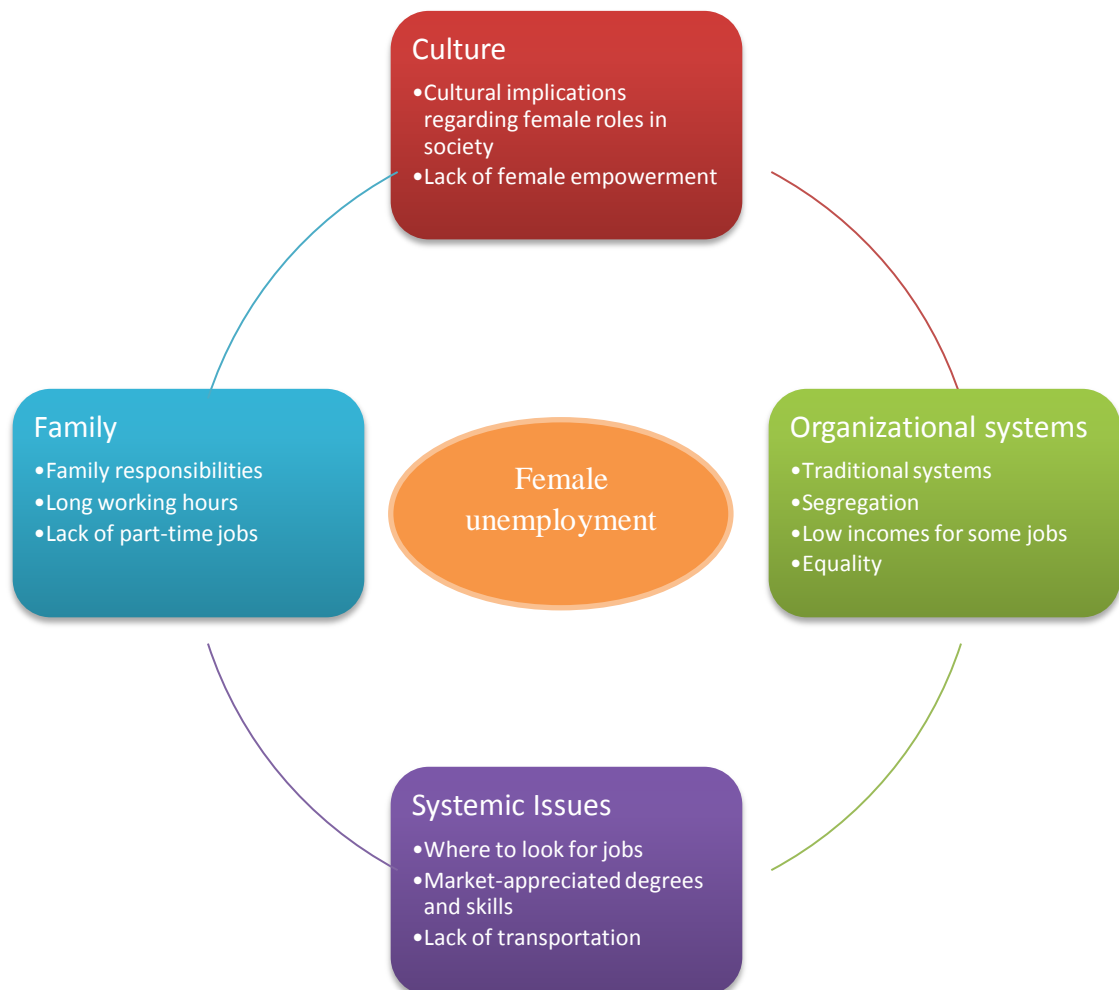 Culture
•Cultural implications
regarding female roles in
society
•Lack of female empowerment
Family
•Family responsibilities
•Long working hours
•Lack of part-time jobs
Female
unemployment
Organizational systems
•Traditional systems
•Segregation
•Low incomes for some jobs
•Equality
Systemic Issues
•Where to look for jobs
•Market-appreciated degrees
and skills
•Lack of transportation